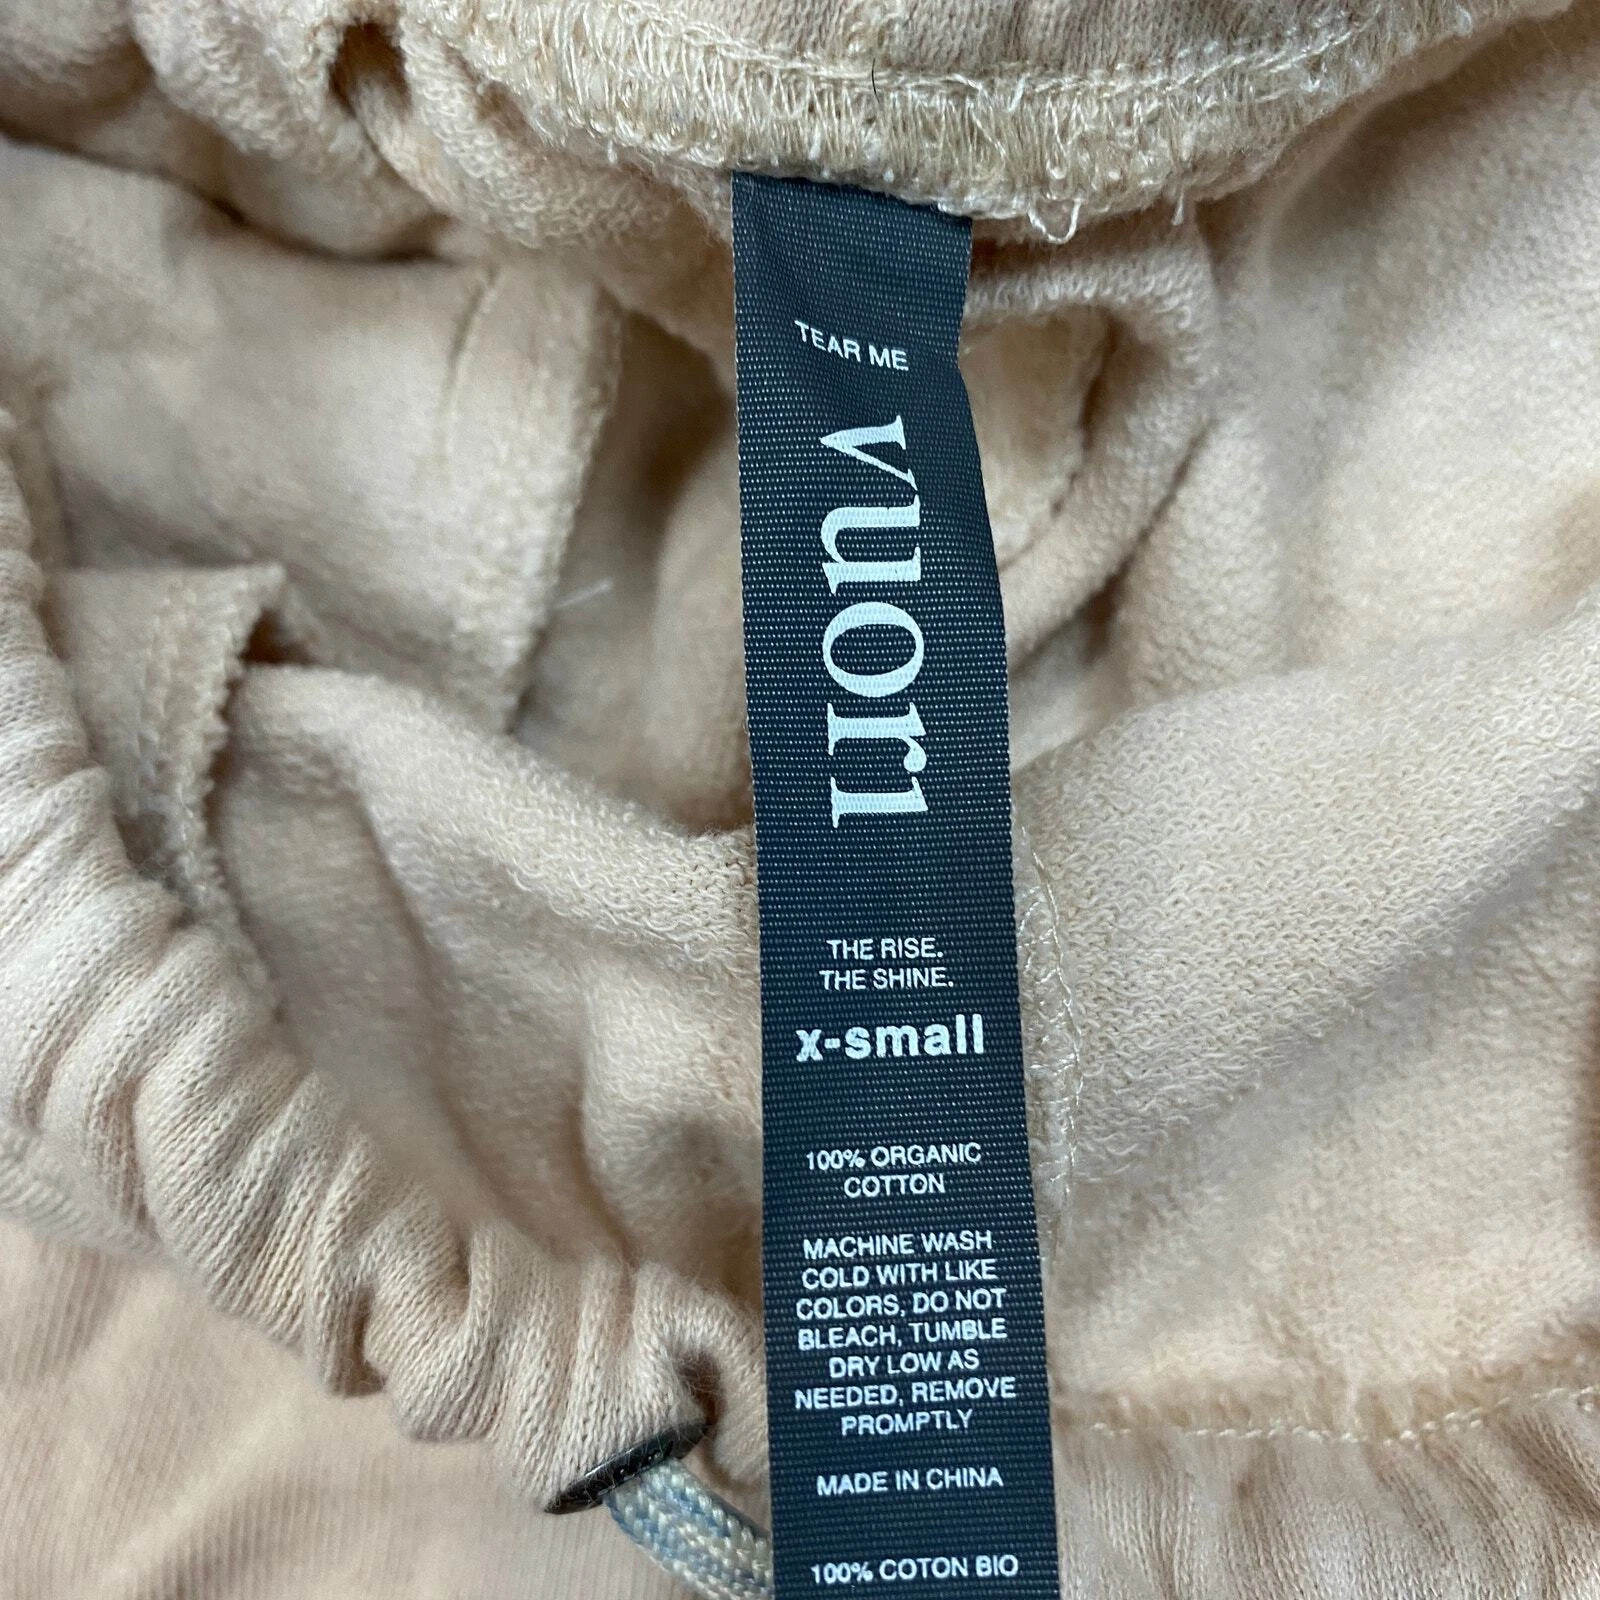 TEAR ME
vuori
THE RISE.
THE SHINE.
x-small
100% ORGANIC
COTTON
MACHINE WASH
COLD WITH LIKE
COLORS, DO NOT
BLEACH, TUMBLE
DRY LOW AS
NEEDED, REMOVE
PROMPTLY
MADE IN CHINA
100% COTON BIO